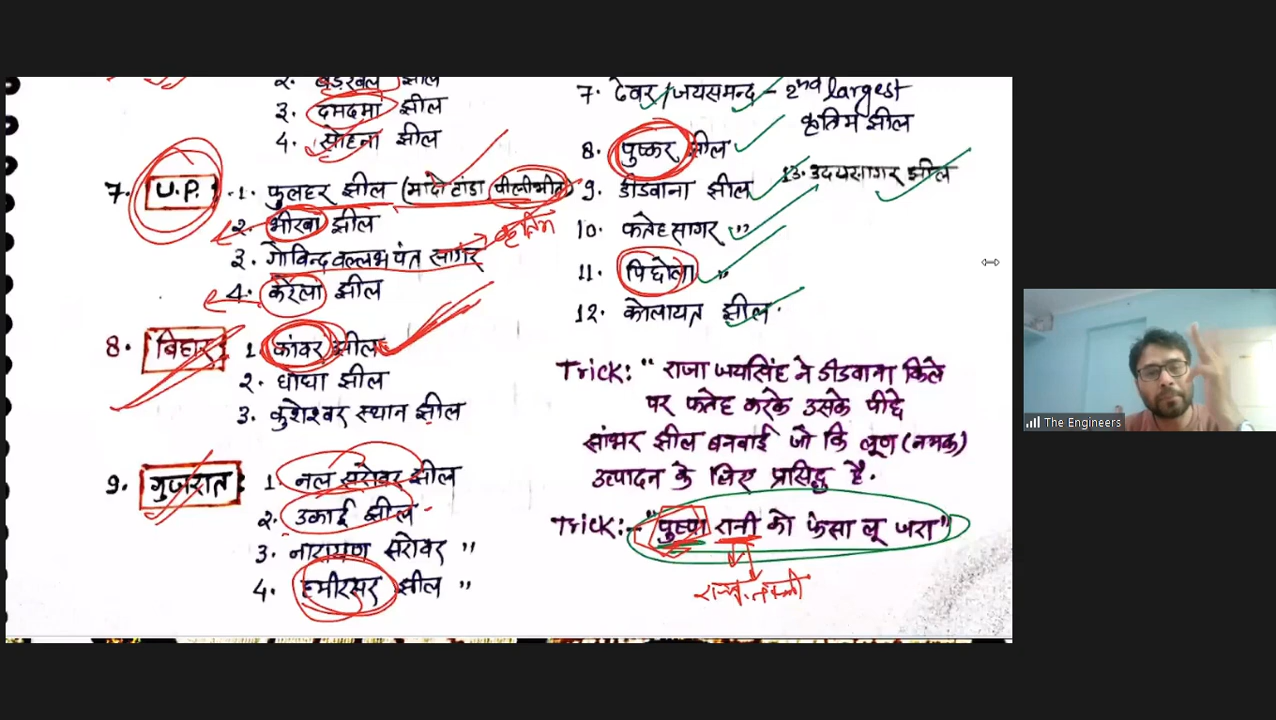 2. बड़खल झील
3. दमदमा झील
4. सोहना झील
7. U.P. -1. फुलहर झील (माधोटांडा पीलीभीत)
2. भीरबा झील
कृत्रिम
3. गोविन्द वल्लभ पंत सागर
4. करेला झील
8. बिहार 1. कांवर झील
2. घोघा झील
3. कुशेश्वर स्थान झील
9. गुजरात 1. नल सरोवर झील
2. उकाई झील
3. नारायण सरोवर "
4. हमीरसर झील "
7. ढेवर/जयसमन्द - 2nd largest
कृत्रिम झील
8. पुष्कर झील
13. उदयसागर झील
9. डीडवाना झील
10. फतेहसागर "
11. पिछोला "
12. कोलायत झील
Trick: " राजा जयसिंह ने डीडवाना किले
पर फतेह करके उसके पीछे
सांभर झील बनवाई जो कि लूण (नमक)
उत्पादन के लिए प्रसिद्ध है.
Trick:- "पुष्पा रानी को फंसा लू जरा"
The Engineers